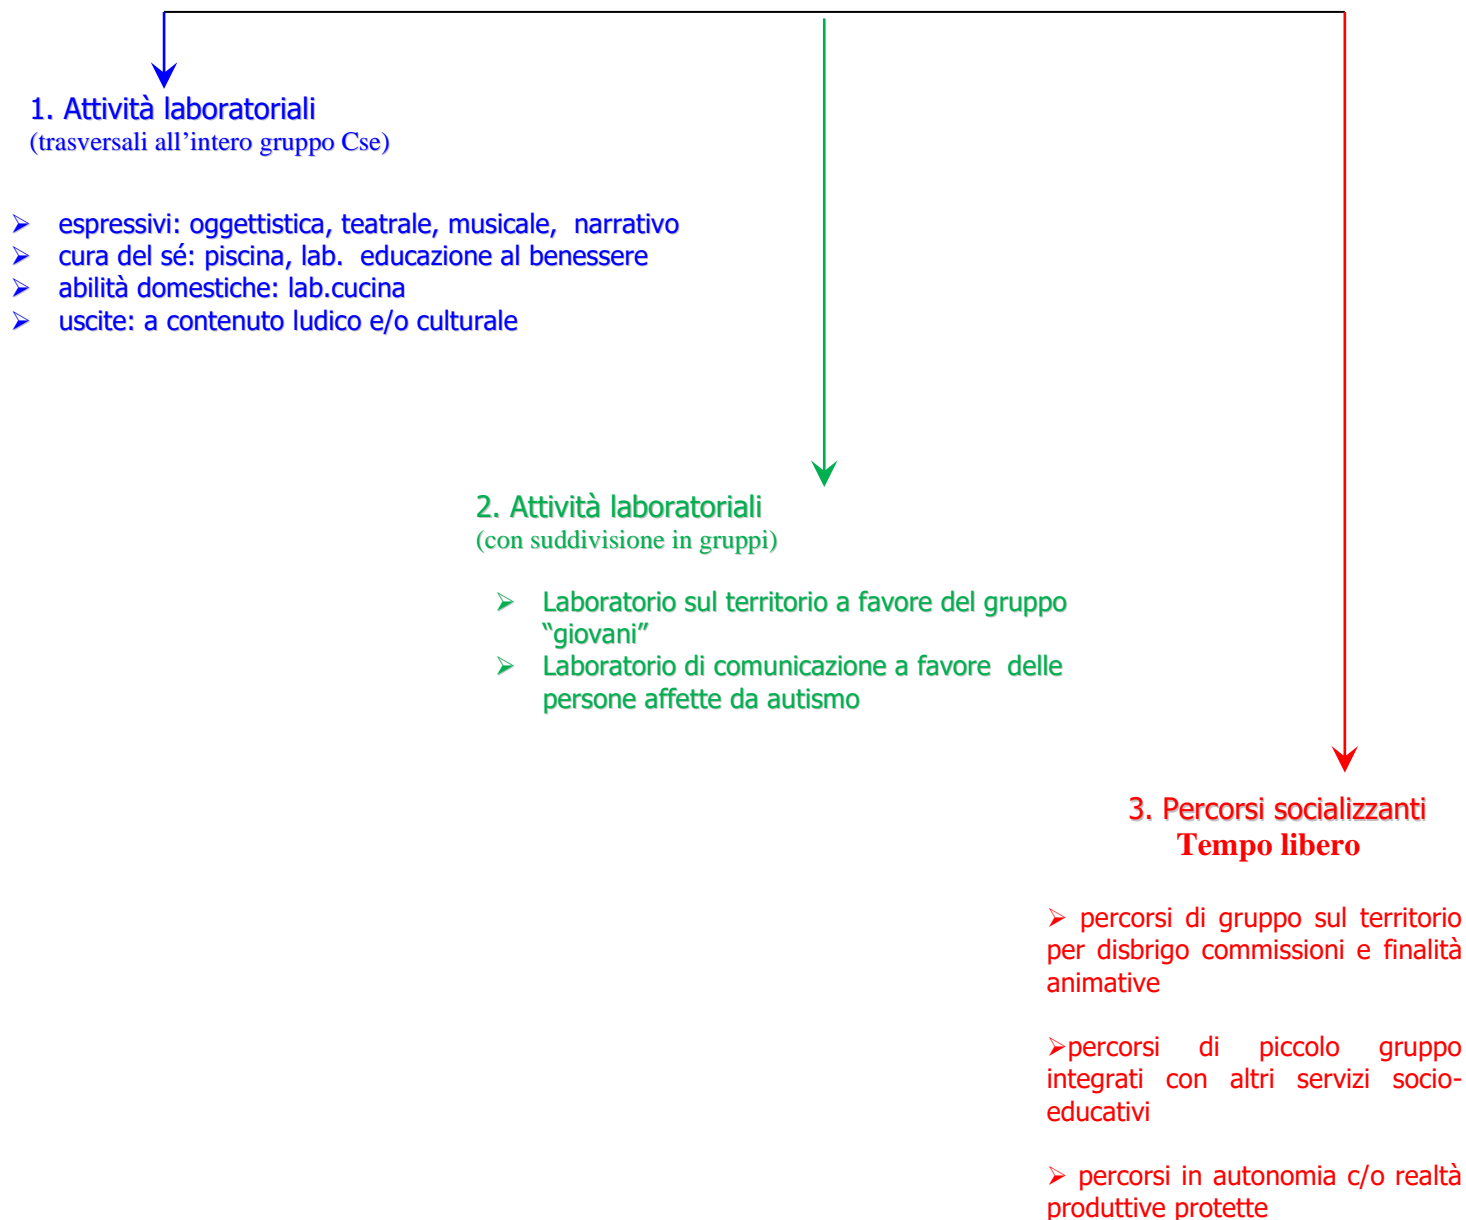 1. Attività laboratoriali
(trasversali all’intero gruppo Cse)
➢ espressivi: oggettistica, teatrale, musicale, narrativo
➢ cura del sé: piscina, lab. educazione al benessere
➢ abilità domestiche: lab.cucina
➢ uscite: a contenuto ludico e/o culturale
2. Attività laboratoriali
(con suddivisione in gruppi)
➢ Laboratorio sul territorio a favore del gruppo
“giovani”
➢ Laboratorio di comunicazione a favore delle
persone affette da autismo
3. Percorsi socializzanti
Tempo libero
➢ percorsi di gruppo sul territorio
per disbrigo commissioni e finalità
animative
➢percorsi di piccolo gruppo
integrati con altri servizi socio-
educativi
➢ percorsi in autonomia c/o realtà
produttive protette